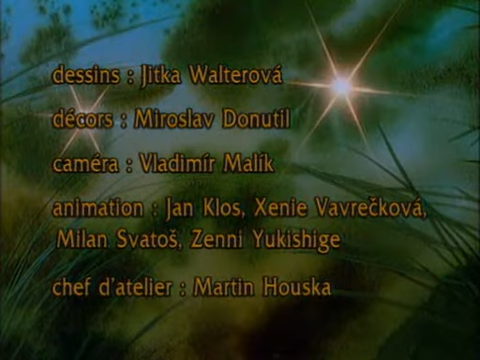 dessins : Jitka Walterová
décors : Miroslav Donutil
caméra : Vladimír Malík
animation : Jan Klos, Xenie Vavrečková,
Milan Svatoš, Zenni Yukishige
chef d'atelier : Martin Houska